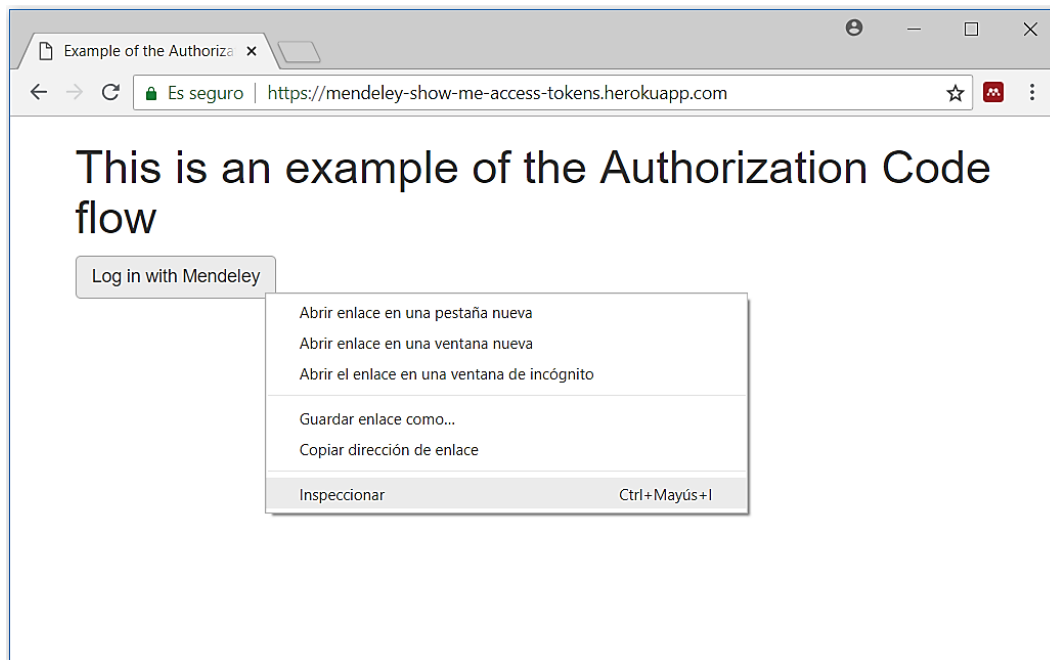 Example of the Authoriza
Es seguro | https://mendeley-show-me-access-tokens.herokuapp.com
This is an example of the Authorization Code
flow
Log in with Mendeley
Abrir enlace en una pestaña nueva
Abrir enlace en una ventana nueva
Abrir el enlace en una ventana de incógnito
Guardar enlace como...
Copiar dirección de enlace
Inspeccionar Ctrl+Mayús+I